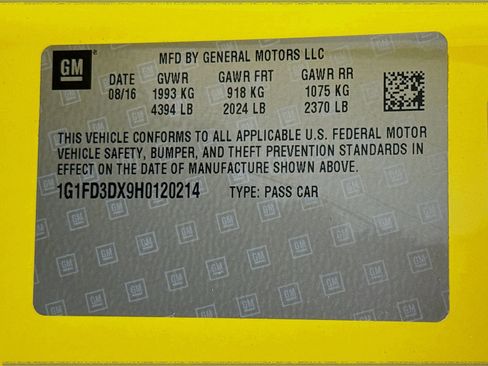 GM
MFD BY GENERAL MOTORS LLC
DATE GVWR GAWR FRT GAWR RR
08/16 1993 KG 918 KG 1075 KG
4394 LB 2024 LB 2370 LB
THIS VEHICLE CONFORMS TO ALL APPLICABLE U.S. FEDERAL MOTOR
VEHICLE SAFETY, BUMPER, AND THEFT PREVENTION STANDARDS IN
EFFECT ON THE DATE OF MANUFACTURE SHOWN ABOVE.
1G1FD3DX9H0120214 TYPE: PASS CAR